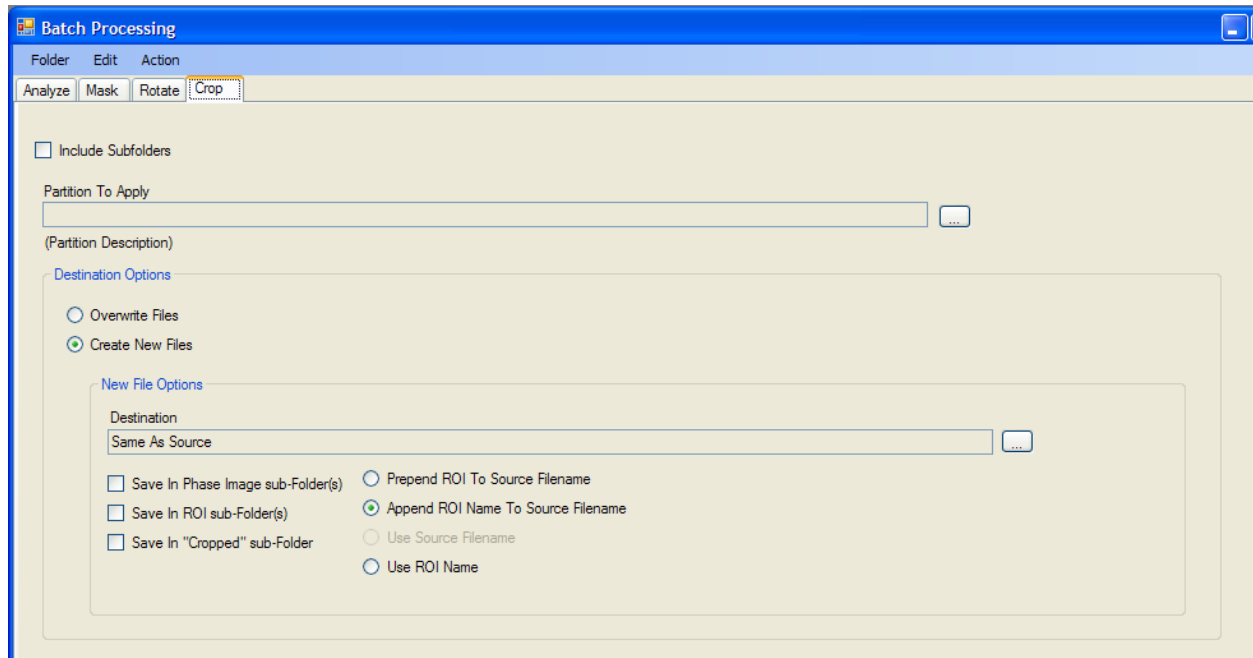 Batch Processing
Folder Edit Action
Analyze Mask Rotate Crop
Include Subfolders
Partition To Apply
...
(Partition Description)
Destination Options
Overwrite Files
Create New Files
New File Options
Destination
Same As Source
...
Save In Phase Image sub-Folder(s)
Save In ROI sub-Folder(s)
Save In "Cropped" sub-Folder
Prepend ROI To Source Filename
Append ROI Name To Source Filename
Use Source Filename
Use ROI Name